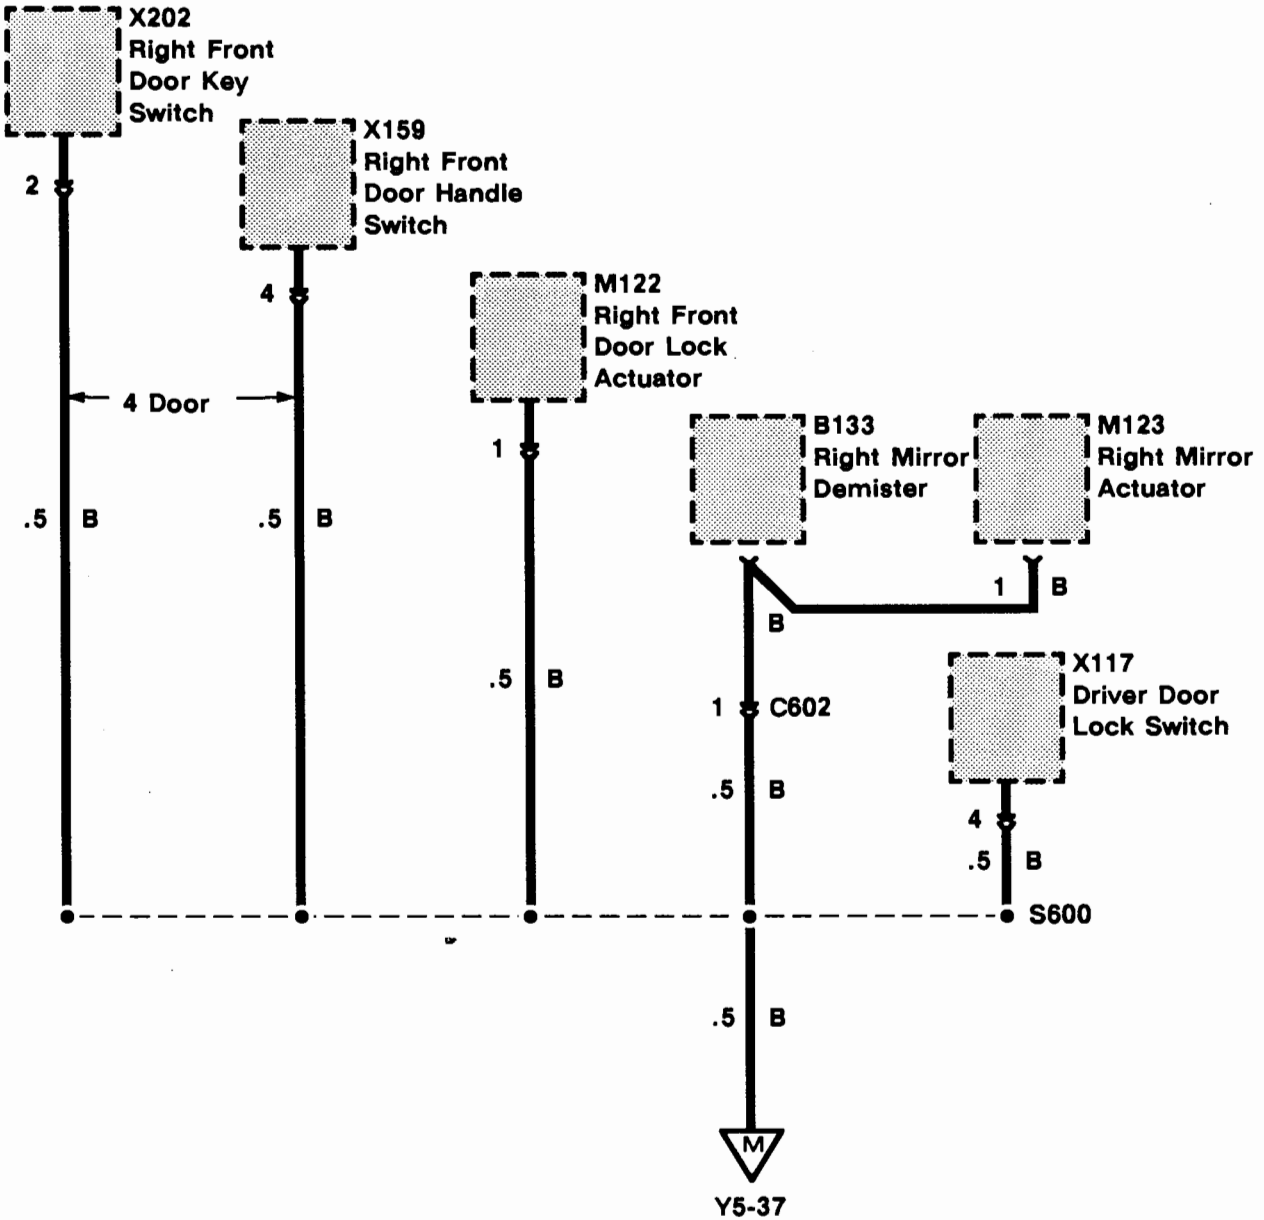 X202
Right Front
Door Key
Switch
2
X159
Right Front
Door Handle
Switch
4
M122
Right Front
Door Lock
Actuator
1
4 Door
B133
Right Mirror
Demister
M123
Right Mirror
Actuator
.5 B
.5 B
1 B
B
X117
Driver Door
Lock Switch
.5 B
1 C602
.5 B
4
.5 B
S600
.5 B
M
Y5-37